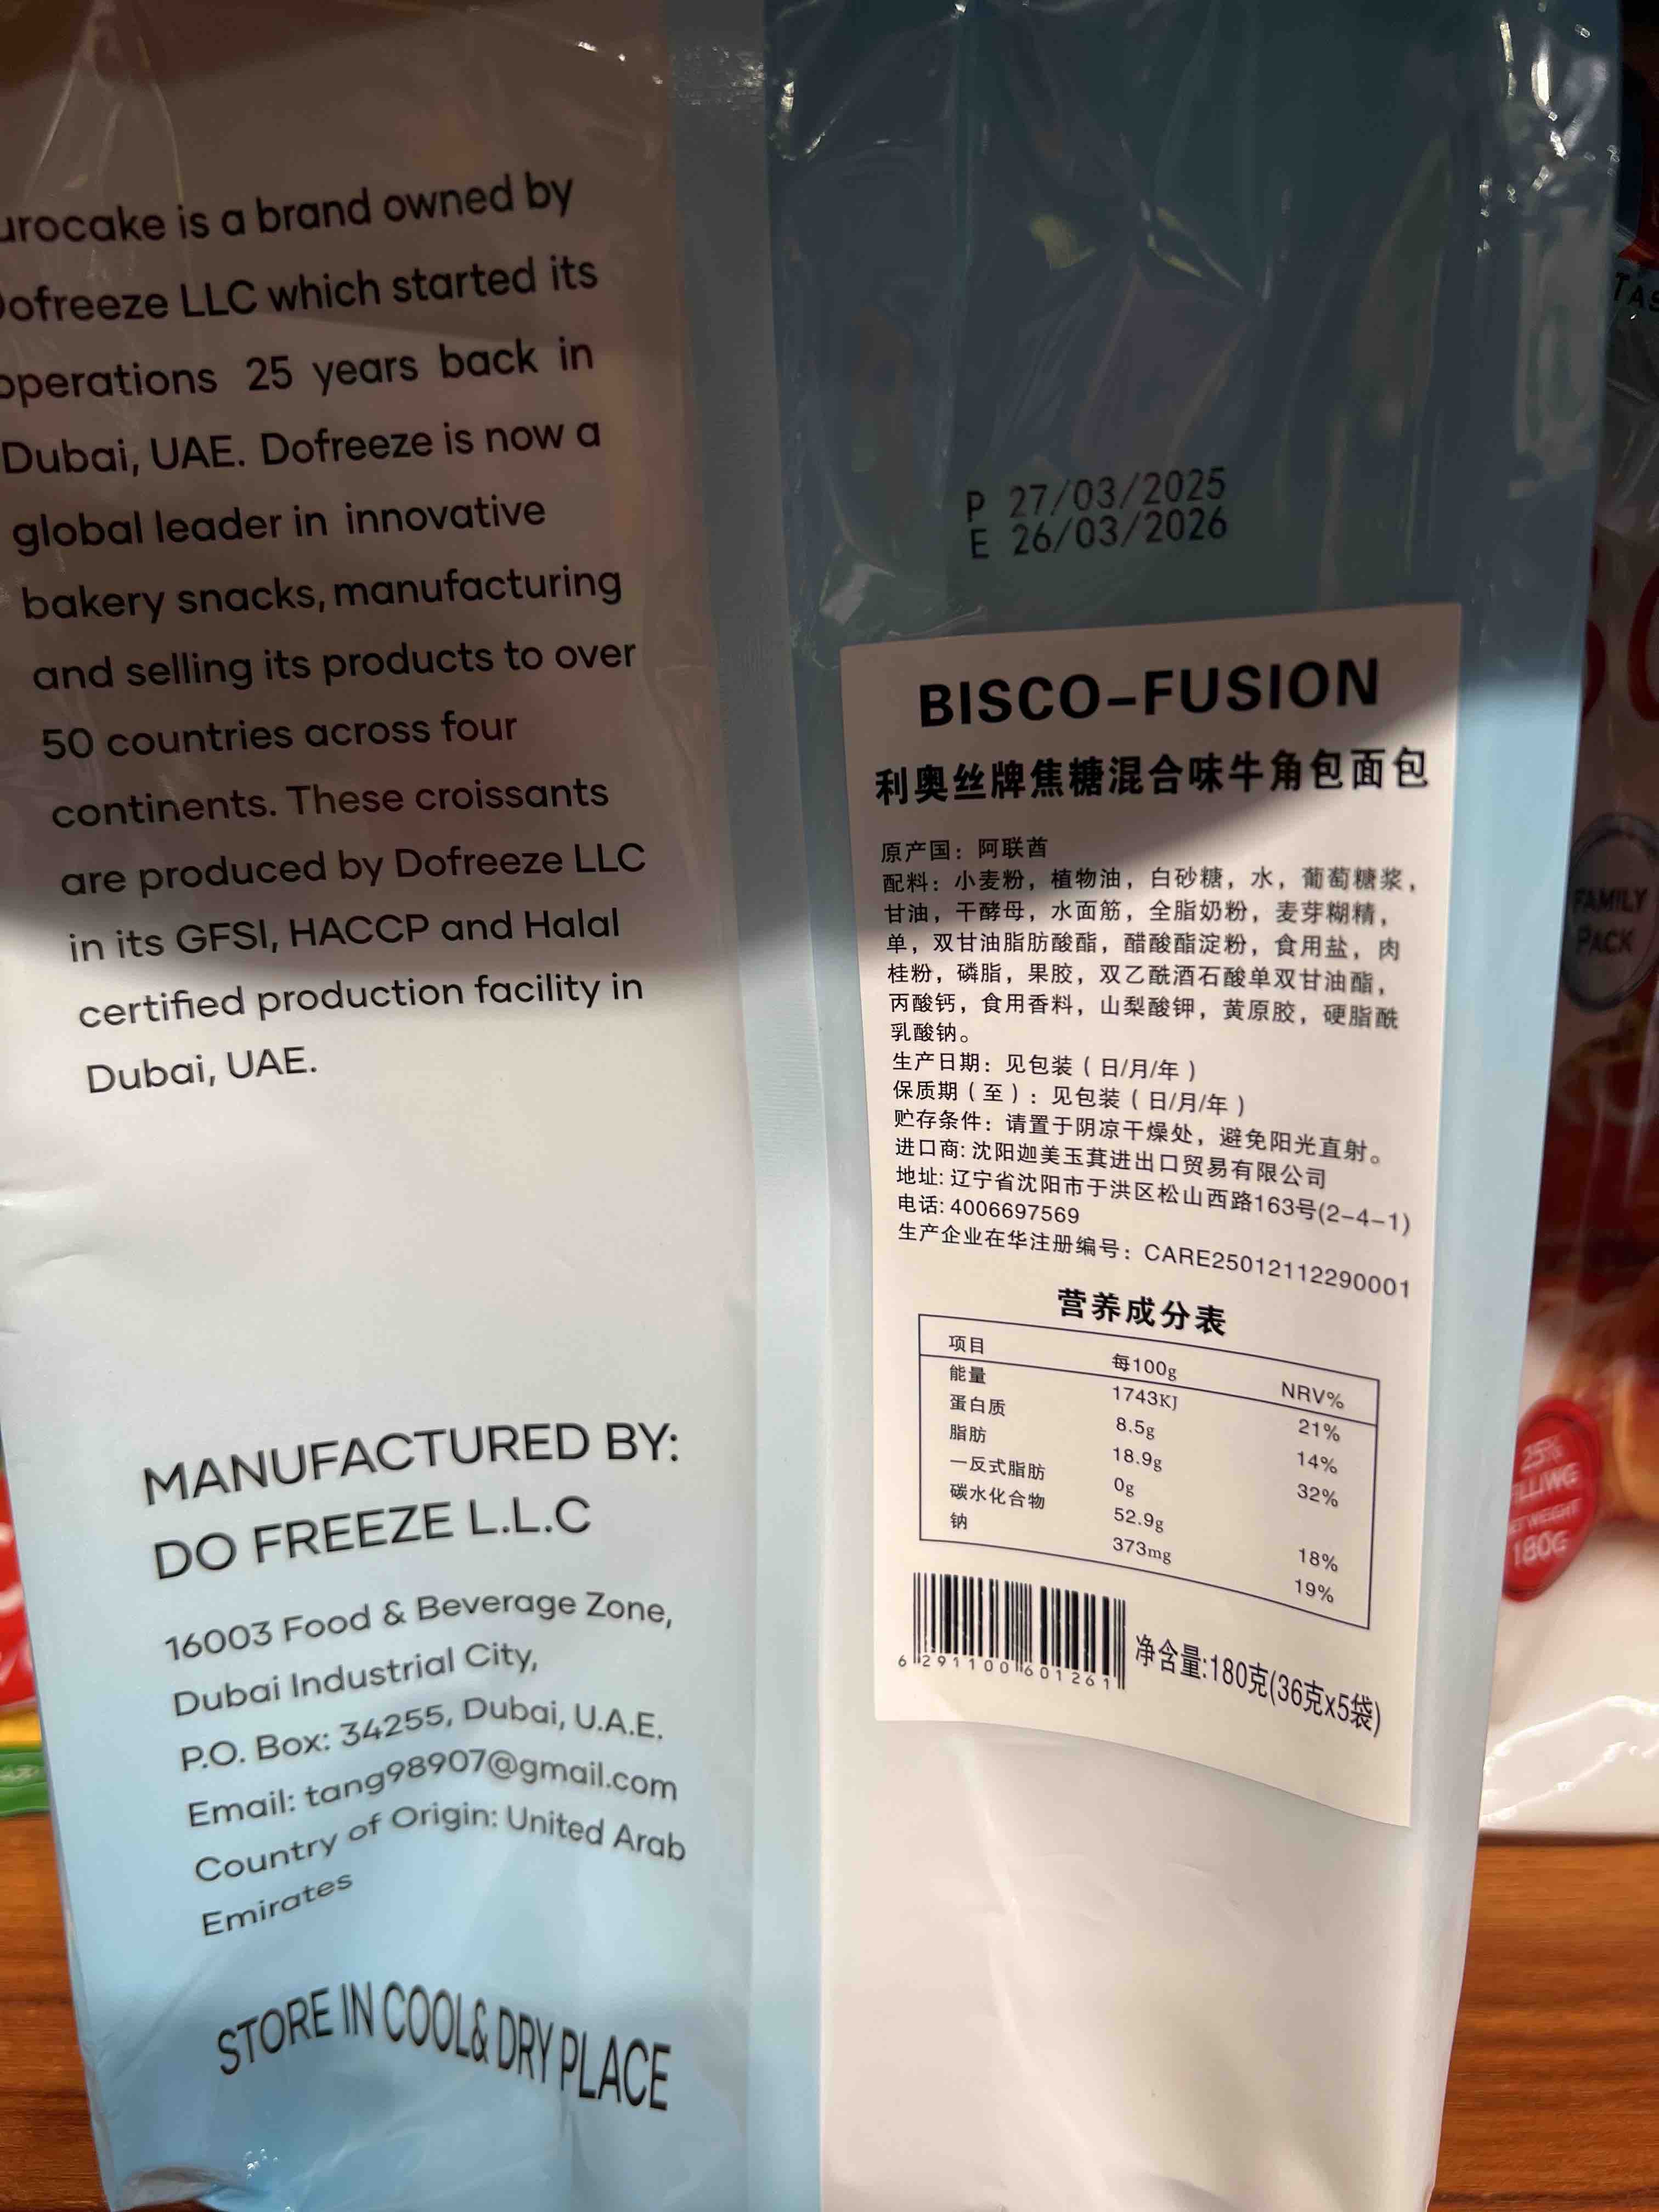 urocake is a brand owned by
ofreeze LLC which started its
operations 25 years back in
Dubai, UAE. Dofreeze is now a
global leader in innovative
bakery snacks, manufacturing
and selling its products to over
50 countries across four
continents. These croissants
are produced by Dofreeze LLC
in its GFSI, HACCP and Halal
certified production facility in
Dubai, UAE.
MANUFACTURED BY:
DO FREEZE L.L.C
16003 Food & Beverage Zone,
Dubai Industrial City,
P.O. Box: 34255, Dubai, U.A.E.
Email: tang98907@gmail.com
Country of Origin: United Arab
Emirates
STORE IN COOL& DRY PLACE
P 27/03/2025
E 26/03/2026
BISCO-FUSION
利奥丝牌焦糖混合味牛角包面包
原产国：阿联酋
配料：小麦粉，植物油，白砂糖，水，葡萄糖浆，
甘油，干酵母，水面筋，全脂奶粉，麦芽糊精，
单，双甘油脂肪酸酯，醋酸酯淀粉，食用盐，肉
桂粉，磷脂，果胶，双乙酰酒石酸单双甘油酯，
丙酸钙，食用香料，山梨酸钾，黄原胶，硬脂酰
乳酸钠。
生产日期：见包装（日/月/年）
保质期（至）：见包装（日/月/年）
贮存条件：请置于阴凉干燥处，避免阳光直射。
进口商: 沈阳迦美玉萁进出口贸易有限公司
地址: 辽宁省沈阳市于洪区松山西路163号(2-4-1)
电话: 4006697569
生产企业在华注册编号：CARE25012112290001
营养成分表
项目 每100g NRV%
能量 1743KJ 21%
蛋白质 8.5g 14%
脂肪 18.9g 32%
—反式脂肪 0g
碳水化合物 52.9g 18%
钠 373mg 19%
6 291100 601261
净含量:180克(36克x5袋)
TAS
FAMILY
PACK
25%
180G